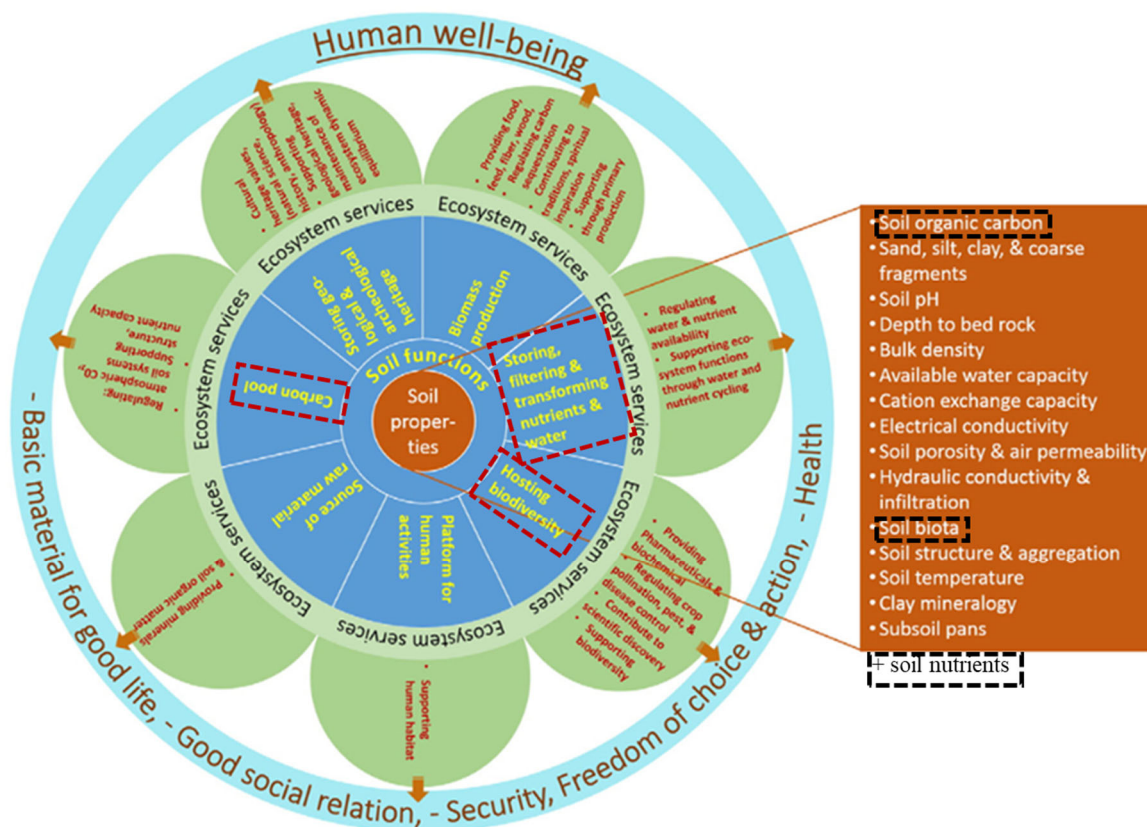 Human well-being
- Basic material for good life, - Good social relation, - Security, Freedom of choice & action, - Health
• Cultural
heritage values,
(natural science,
history, anthropology)
• Supporting
geological heritage,
maintenance of
ecosystem dynamic
equilibrium
• Providing food,
feed, fiber, wood,
• Regulating carbon
sequestration
• Contributing to
traditions, spiritual
inspiration
• Supporting
through primary
production
• Regulating
water & nutrient
availability
• Supporting eco-
system functions
through water and
nutrient cycling
• Providing
Pharmaceuticals,
biochemical
• Regulating crop
pollination, pest, &
disease control
• Contribute to
scientific discovery
• Supporting
biodiversity
• Supporting
human habitat
• Providing minerals
& soil organic matter
• Regulating:
atmospheric C0₂,
soil systems
• Supporting
structure,
nutrient capacity
Ecosystem services
Ecosystem services
Ecosystem services
Ecosystem services
Ecosystem services
Ecosystem services
Ecosystem services
Storing geo-
logical &
archeological
heritage
Biomass
production
Storing,
filtering &
transforming
nutrients &
water
Hosting
biodiversity
Platform for
human
activities
Source of
raw material
Carbon pool
Soil functions
Soil
proper-
ties
• Soil organic carbon
• Sand, silt, clay, & coarse
fragments
• Soil pH
• Depth to bed rock
• Bulk density
• Available water capacity
• Cation exchange capacity
• Electrical conductivity
• Soil porosity & air permeability
• Hydraulic conductivity &
infiltration
• Soil biota
• Soil structure & aggregation
• Soil temperature
• Clay mineralogy
• Subsoil pans
+ soil nutrients